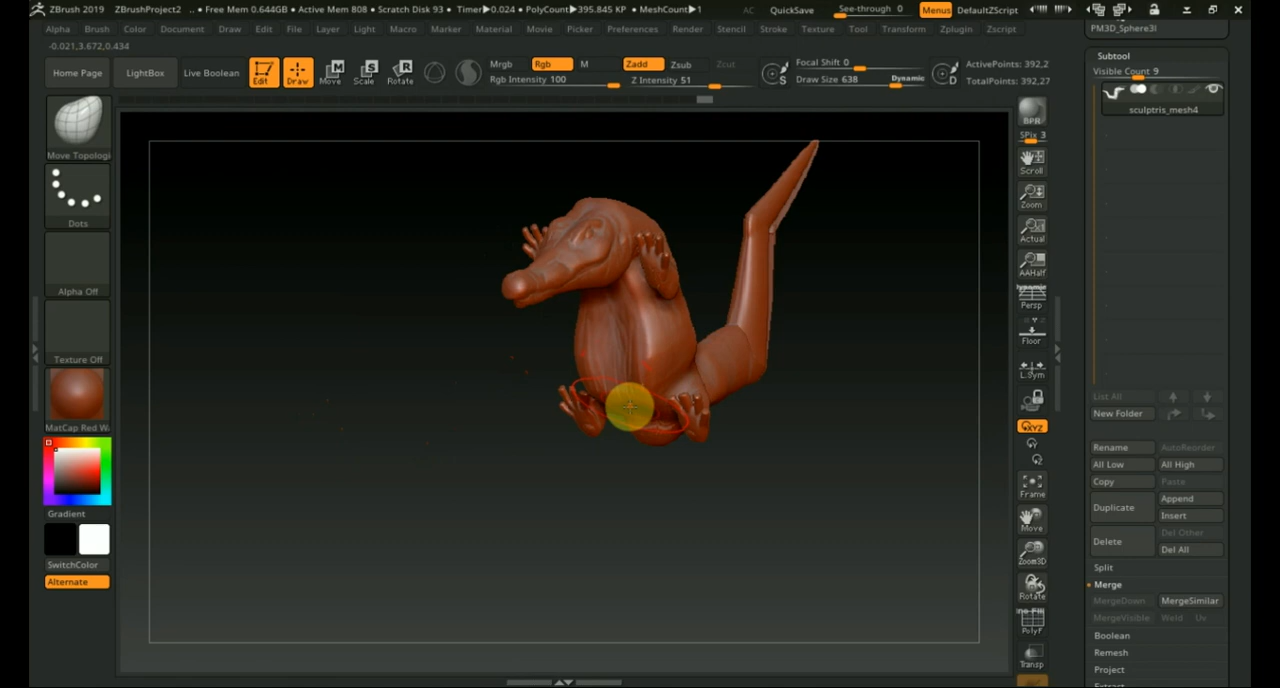 ZBrush 2019 ZBrushProject2 .. • Free Mem 0.644GB • Active Mem 808 • Scratch Disk 93 • Timer▶0.024 • PolyCount▶395.845 KP • MeshCount▶1 AC QuickSave See-through 0 Menus DefaultZScript
Alpha Brush Color Document Draw Edit File Layer Light Macro Marker Material Movie Picker Preferences Render Stencil Stroke Texture Tool Transform Zplugin Zscript
PM3D_Sphere3I
-0.021,3.672,0.434
Home Page LightBox Live Boolean Edit Draw Move Scale Rotate
Mrgb Rgb M Zadd Zsub Zcut
Rgb Intensity 100 Z Intensity 51
S Focal Shift 0
Draw Size 638 Dynamic
D ActivePoints: 392,2
TotalPoints: 392,27
Move Topologi
Dots
Alpha Off
Texture Off
MatCap Red W
Gradient
SwitchColor
Alternate
BPR
SPix 3
Scroll
Zoom
Actual
AAHalf
Dynamic
Persp
Floor
L.Sym
XYZ
Frame
Move
Zoom3D
Rotate
PolyF
Transp
Subtool
Visible Count 9
sculptris_mesh4
List All
New Folder
Rename AutoReorder
All Low All High
Copy Paste
Duplicate Append
Insert
Delete Del Other
Del All
Split
Merge
MergeDown MergeSimilar
MergeVisible Weld Uv
Boolean
Remesh
Project
Extract